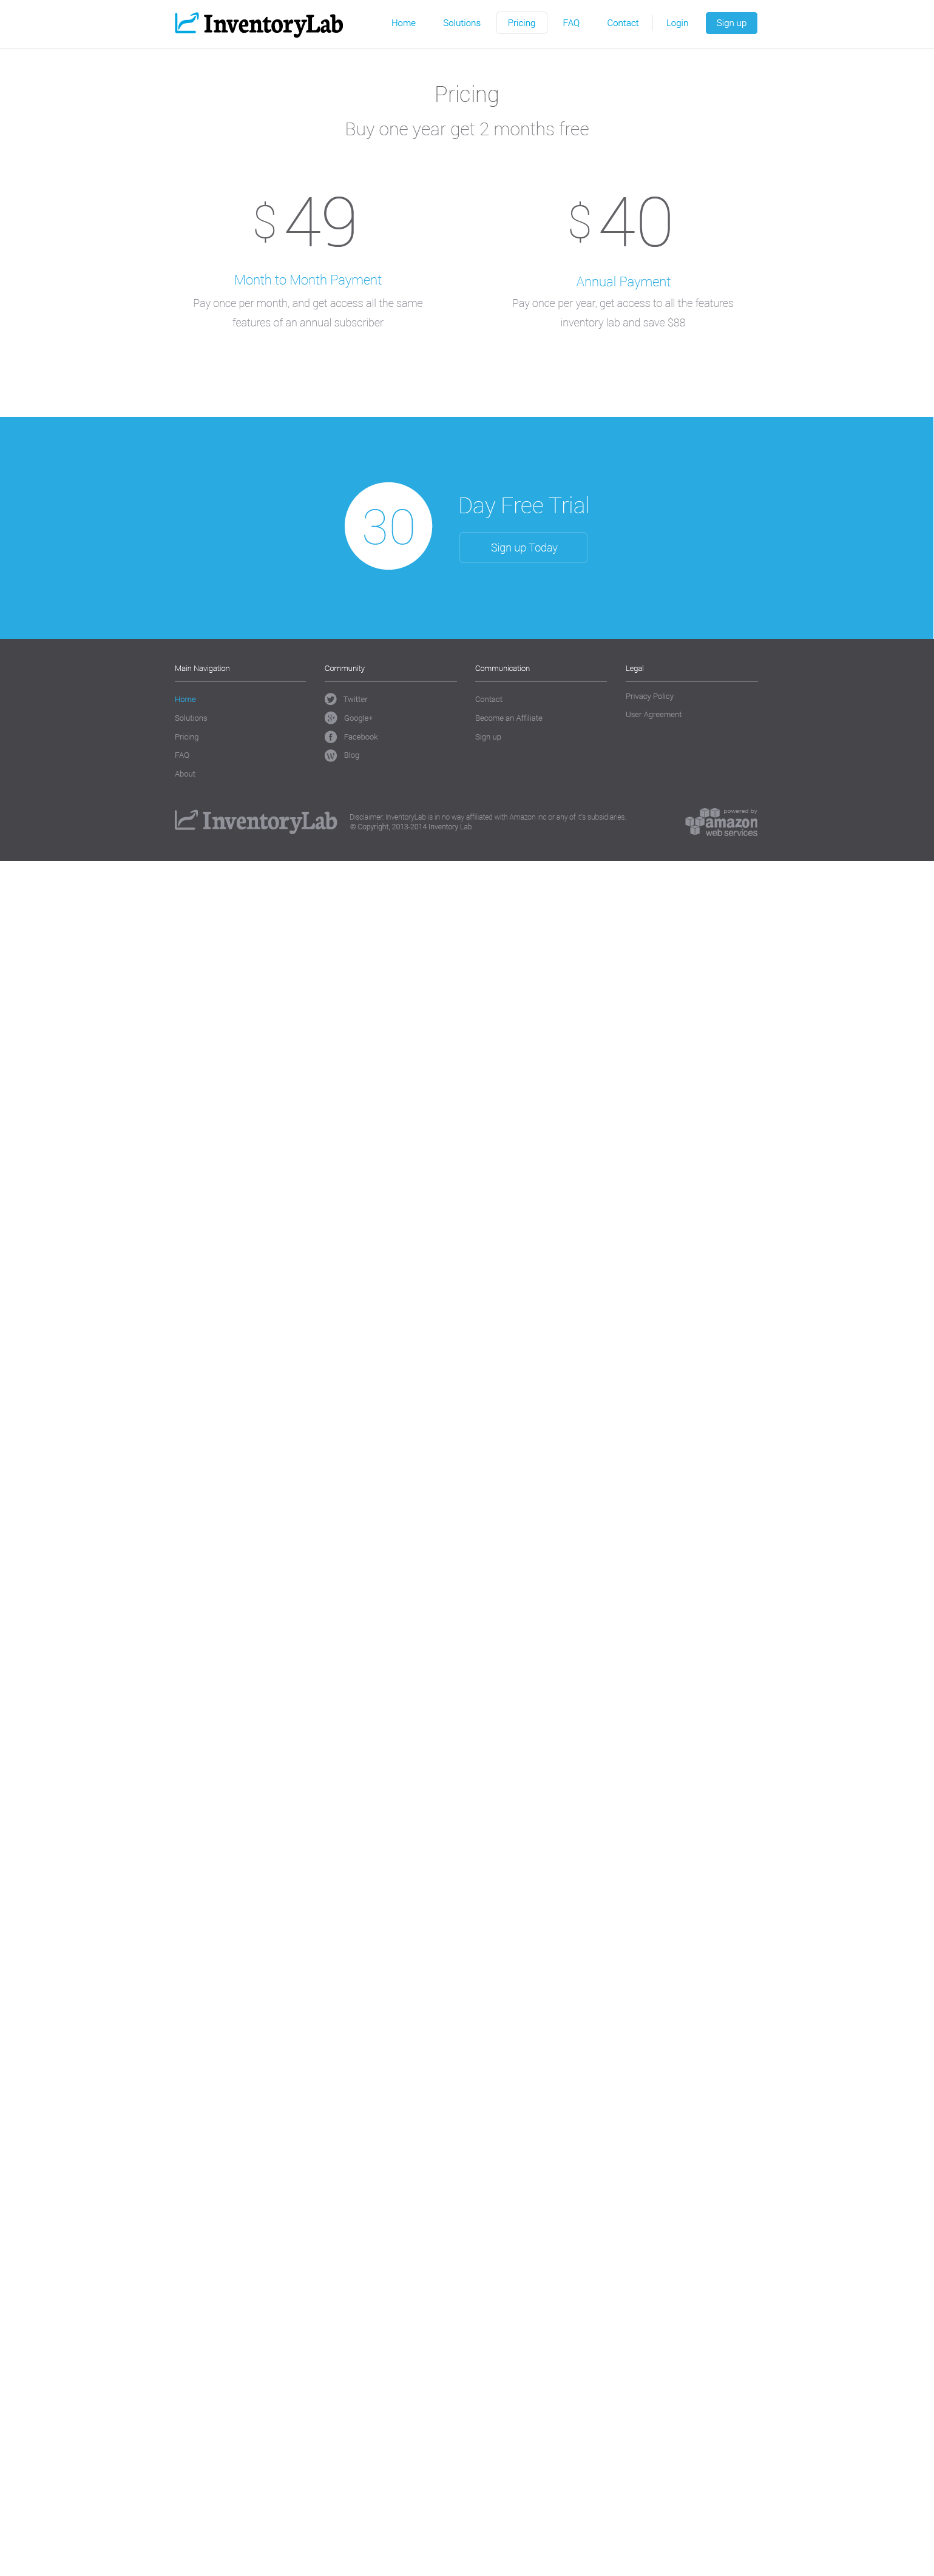 InventoryLab
Home Solutions Pricing FAQ Contact Login Sign up
Pricing
Buy one year get 2 months free
$49
Month to Month Payment
Pay once per month, and get access all the same
features of an annual subscriber
$40
Annual Payment
Pay once per year, get access to all the features
inventory lab and save $88
30
Day Free Trial
Sign up Today
Main Navigation
Home
Solutions
Pricing
FAQ
About
Community
Twitter
Google+
Facebook
Blog
Communication
Contact
Become an Affiliate
Sign up
Legal
Privacy Policy
User Agreement
InventoryLab
Disclaimer: InventoryLab is in no way affiliated with Amazon inc or any of it's subsidiaries.
© Copyright, 2013-2014 Inventory Lab
powered by
amazon
web services